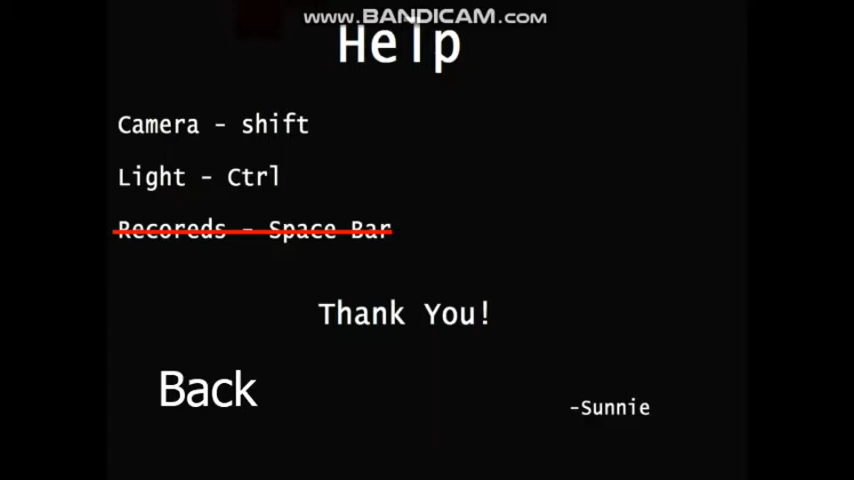 www.BANDICAM.com
Help
Camera - shift
Light - Ctrl
Recoreds - Space Bar
Thank You!
Back
-Sunnie